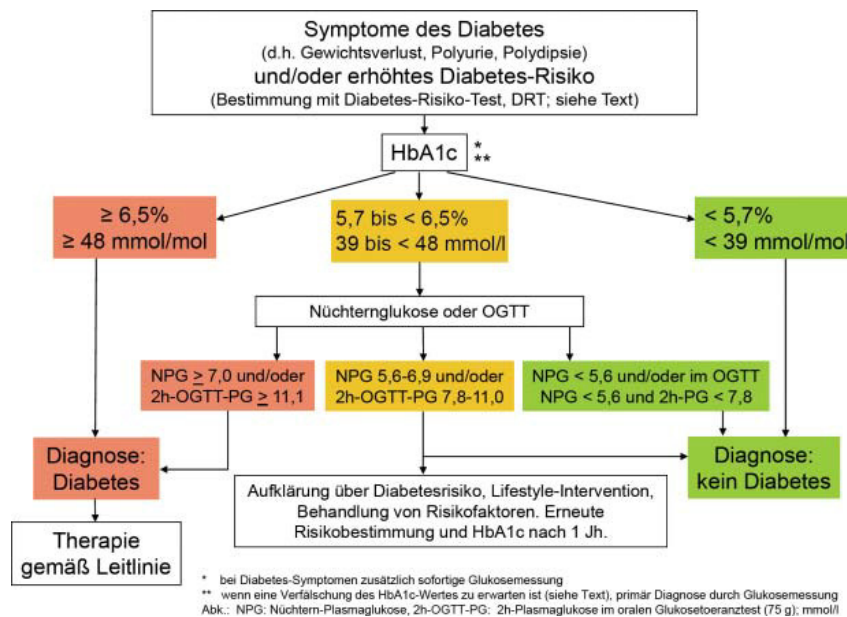 Symptome des Diabetes
(d.h. Gewichtsverlust, Polyurie, Polydipsie)
und/oder erhöhtes Diabetes-Risiko
(Bestimmung mit Diabetes-Risiko-Test, DRT; siehe Text)
HbA1c *
**
≥ 6,5%
≥ 48 mmol/mol
5,7 bis < 6,5%
39 bis < 48 mmol/l
< 5,7%
< 39 mmol/mol
Nüchternglukose oder OGTT
NPG ≥ 7,0 und/oder
2h-OGTT-PG ≥ 11,1
NPG 5,6-6,9 und/oder
2h-OGTT-PG 7,8-11,0
NPG < 5,6 und/oder im OGTT
NPG < 5,6 und 2h-PG < 7,8
Diagnose:
Diabetes
Diagnose:
kein Diabetes
Aufklärung über Diabetesrisiko, Lifestyle-Intervention,
Behandlung von Risikofaktoren. Erneute
Risikobestimmung und HbA1c nach 1 Jh.
Therapie
gemäß Leitlinie
* bei Diabetes-Symptomen zusätzlich sofortige Glukosemessung
** wenn eine Verfälschung des HbA1c-Wertes zu erwarten ist (siehe Text), primär Diagnose durch Glukosemessung
Abk.: NPG: Nüchtern-Plasmaglukose, 2h-OGTT-PG: 2h-Plasmaglukose im oralen Glukosetoeranztest (75 g); mmol/l